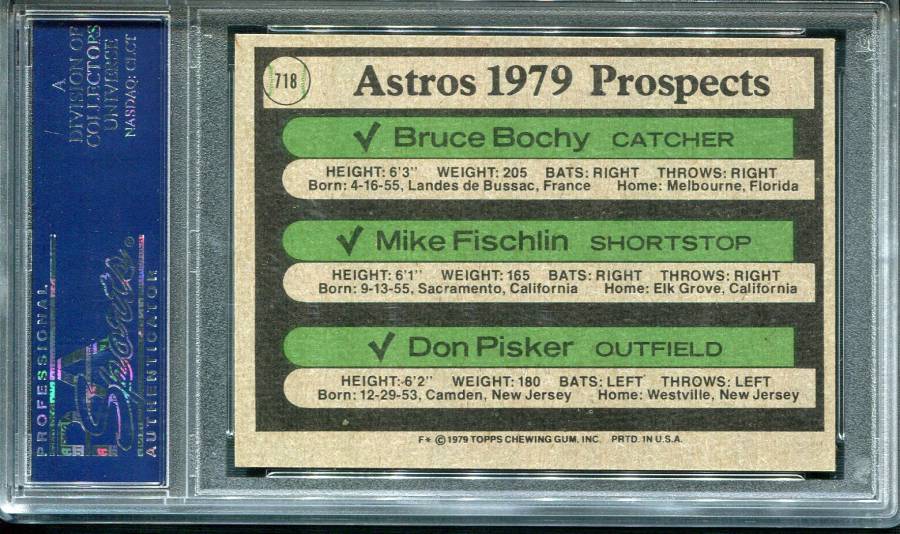 A
DIVISION OF
COLLECTORS
UNIVERSE
NASDAQ: CLCT
PROFESSIONAL
PSA
AUTHENTICATOR
718
Astros 1979 Prospects
✓ Bruce Bochy CATCHER
HEIGHT: 6'3" WEIGHT: 205 BATS: RIGHT THROWS: RIGHT
Born: 4-16-55, Landes de Bussac, France Home: Melbourne, Florida
✓ Mike Fischlin SHORTSTOP
HEIGHT: 6'1" WEIGHT: 165 BATS: RIGHT THROWS: RIGHT
Born: 9-13-55, Sacramento, California Home: Elk Grove, California
✓ Don Pisker OUTFIELD
HEIGHT: 6'2" WEIGHT: 180 BATS: LEFT THROWS: LEFT
Born: 12-29-53, Camden, New Jersey Home: Westville, New Jersey
F* © 1979 TOPPS CHEWING GUM, INC. PRTD. IN U.S.A.